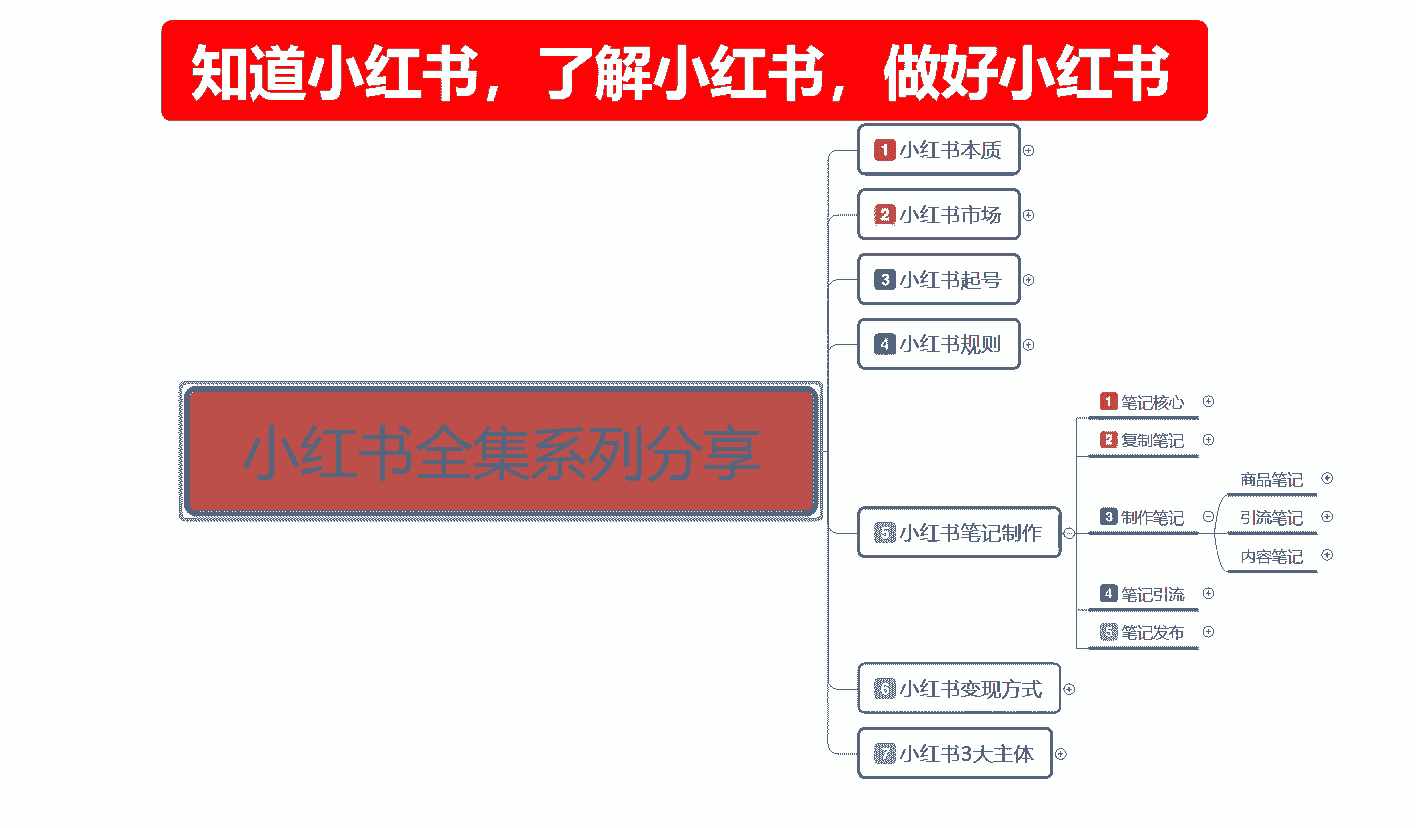 知道小红书，了解小红书，做好小红书
小红书全集系列分享
1 小红书本质
2 小红书市场
3 小红书起号
4 小红书规则
5 小红书笔记制作
1 笔记核心
2 复制笔记
3 制作笔记
商品笔记
引流笔记
内容笔记
4 笔记引流
5 笔记发布
6 小红书变现方式
7 小红书3大主体